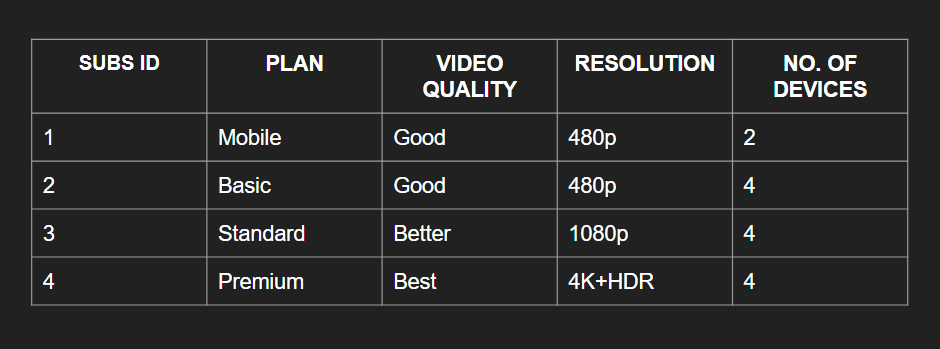 SUBS ID PLAN VIDEO QUALITY RESOLUTION NO. OF DEVICES
1 Mobile Good 480p 2
2 Basic Good 480p 4
3 Standard Better 1080p 4
4 Premium Best 4K+HDR 4